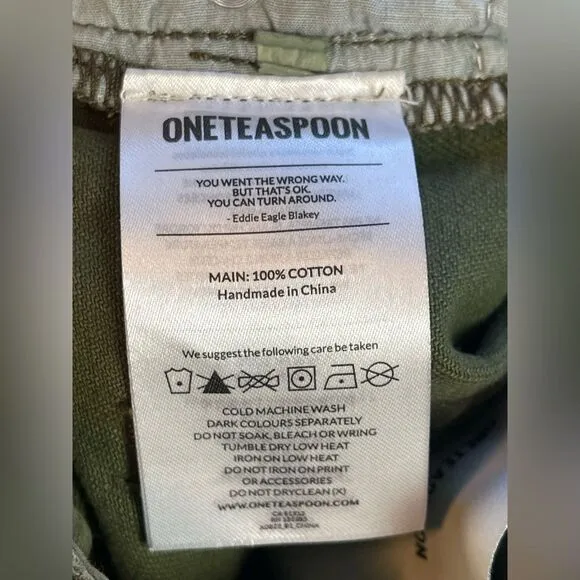 ONETEASPOON
YOU WENT THE WRONG WAY.
BUT THAT'S OK.
YOU CAN TURN AROUND.
- Eddie Eagle Blakey
MAIN: 100% COTTON
Handmade in China
We suggest the following care be taken
COLD MACHINE WASH
DARK COLOURS SEPARATELY
DO NOT SOAK, BLEACH OR WRING
TUMBLE DRY LOW HEAT
IRON ON LOW HEAT
DO NOT IRON ON PRINT
OR ACCESSORIES
DO NOT DRYCLEAN (X)
WWW.ONETEASPOON.COM